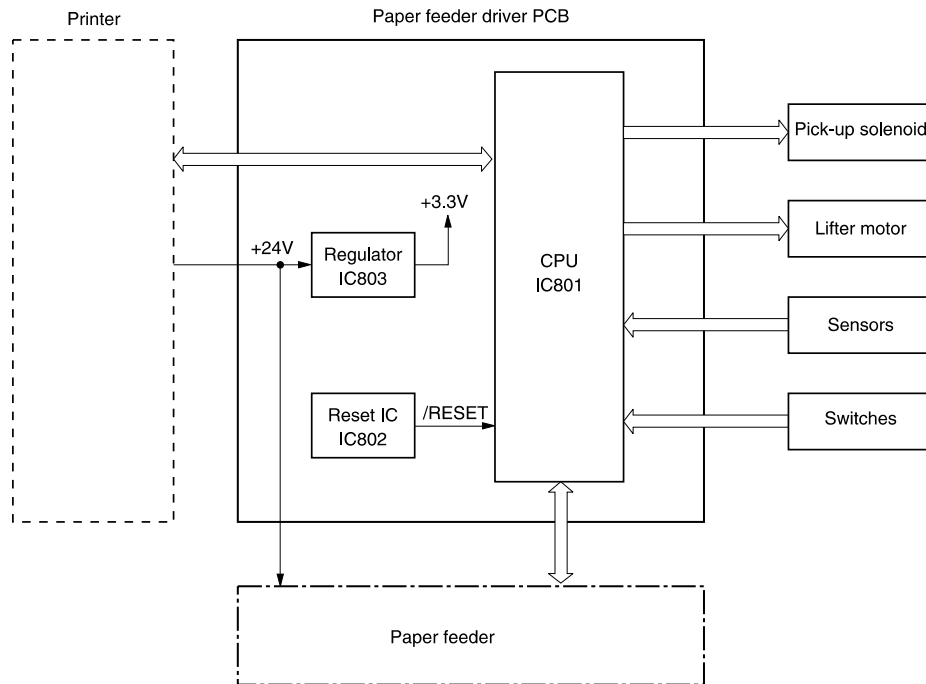 Printer
Paper feeder driver PCB
Pick-up solenoid
+3.3V
Lifter motor
+24V
Regulator
IC803
CPU
IC801
Sensors
Reset IC
IC802
/RESET
Switches
Paper feeder